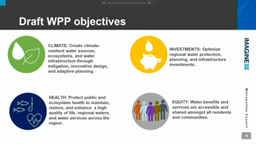 Draft WPP objectives
CLIMATE: Create climate-
resilient water sources,
ecosystems, and water
infrastructure through
mitigation, innovative design,
and adaptive planning.
INVESTMENTS: Optimize
regional water protection,
planning, and infrastructure
investments.
HEALTH: Protect public and
ecosystem health to maintain,
restore, and enhance a high
quality of life, regional waters,
and water services across the
region.
EQUITY: Water benefits and
services are accessible and
shared amongst all residents
and communities.
IMAGINE
Metropolitan Council